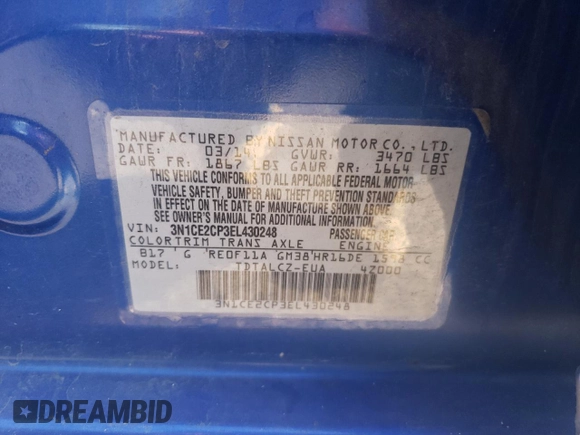 MANUFACTURED BY NISSAN MOTOR CO., LTD.
DATE: 03/14 GVWR: 3470 LBS
GAWR FR: 1867 LBS GAWR RR: 1664 LBS
THIS VEHICLE CONFORMS TO ALL APPLICABLE FEDERAL MOTOR
VEHICLE SAFETY, BUMPER AND THEFT PREVENTION STANDARDS
IN EFFECT ON THE DATE OF MANUFACTURE SHOWN ABOVE.
SEE OWNER'S MANUAL FOR ADDITIONAL INFORMATION.
VIN: 3N1CE2CP3EL430248 PASSENGER CAR
COLOR TRIM TRANS AXLE ENGINE
B17 G RE0F11A GM38 HR16DE 1598 CC
MODEL: TDTALCZ-EUA 4Z000
3N1CE2CP3EL430248
DREAMBID